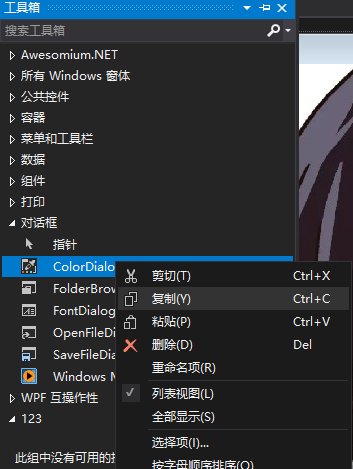 工具箱
搜索工具箱
Awesomium.NET
所有 Windows 窗体
公共控件
容器
菜单和工具栏
数据
组件
打印
对话框
指针
ColorDialo
FolderBrow
FontDialog
OpenFileDi
SaveFileDia
Windows M
WPF 互操作性
123
此组中没有可用的控
剪切(T) Ctrl+X
复制(Y) Ctrl+C
粘贴(P) Ctrl+V
删除(D) Del
重命名项(R)
列表视图(L)
全部显示(S)
选择项(I)...
按字母顺序排序(O)